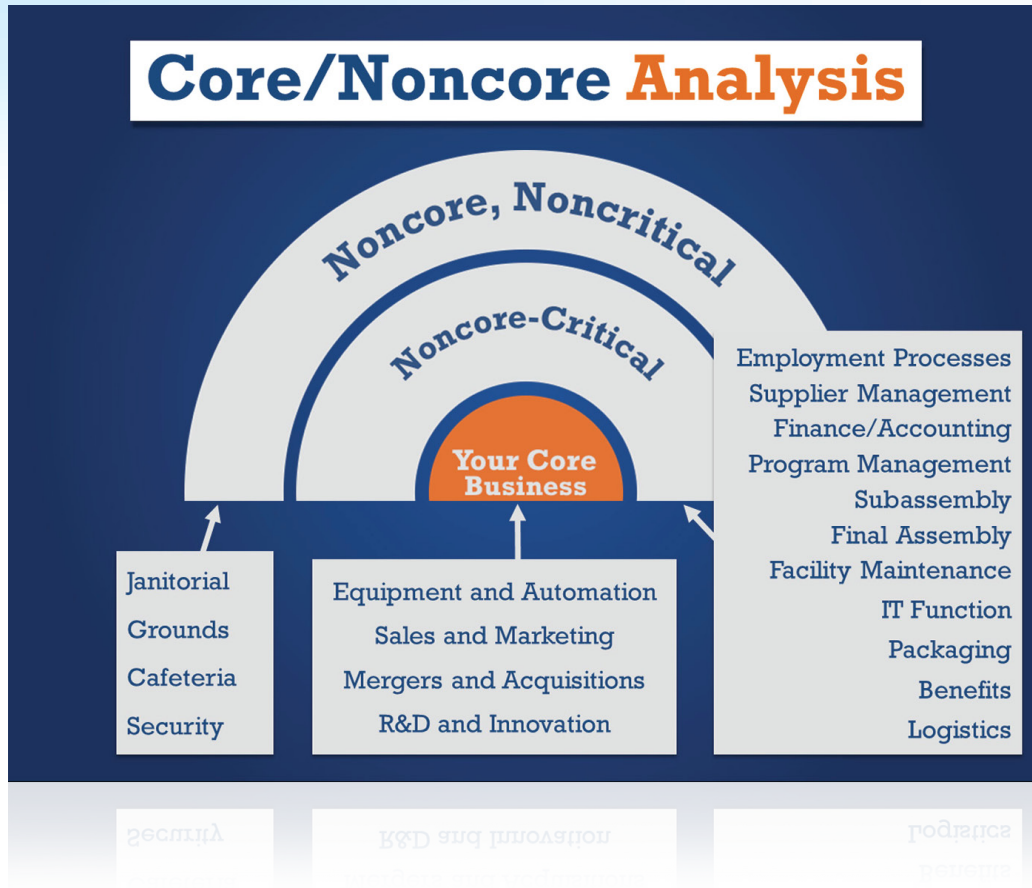 Core/Noncore Analysis
Noncore, Noncritical
Noncore-Critical
Your Core
Business
Janitorial
Grounds
Cafeteria
Security
Equipment and Automation
Sales and Marketing
Mergers and Acquisitions
R&D and Innovation
Employment Processes
Supplier Management
Finance/Accounting
Program Management
Subassembly
Final Assembly
Facility Maintenance
IT Function
Packaging
Benefits
Logistics